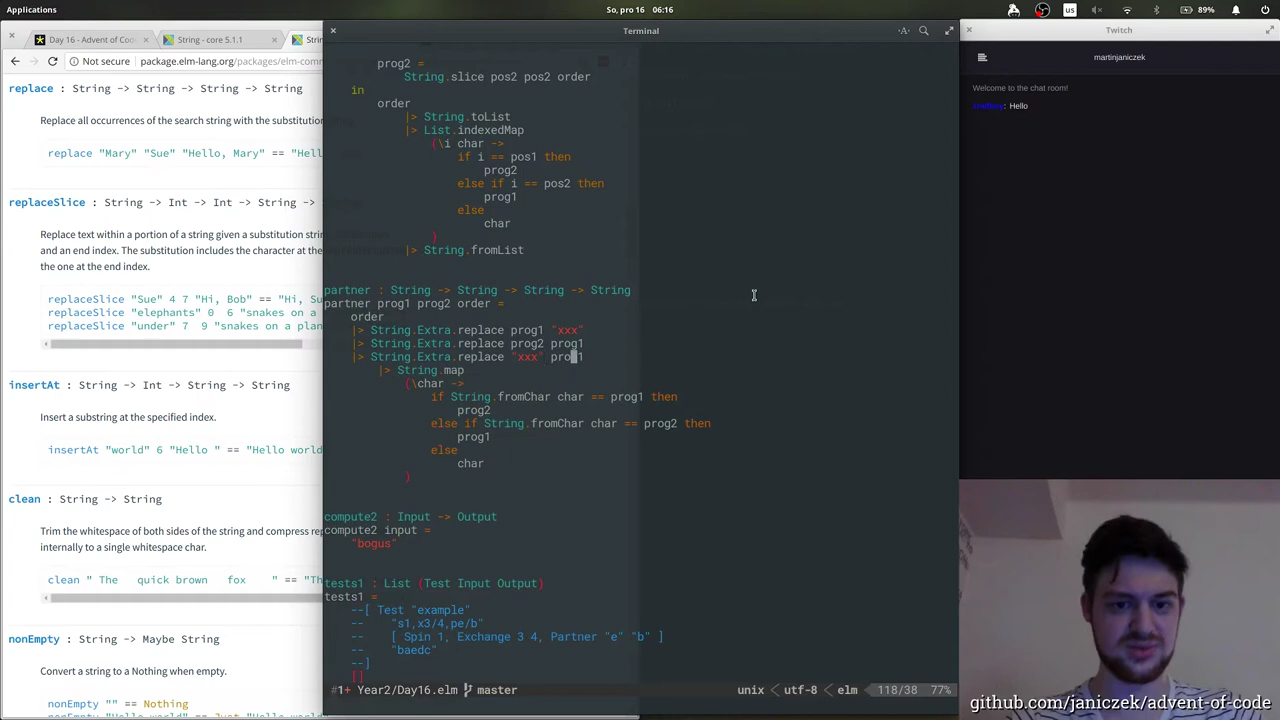 Applications
So, pro 16 06:16
us
89%
Day 16 - Advent of Cod
String - core 5.1.1
Stri
Not secure
package.elm-lang.org/packages/elm-comm
replace : String -> String -> String -> String
Replace all occurrences of the search string with the substitution
replace "Mary" "Sue" "Hello, Mary" == "Hell
replaceSlice : String -> Int -> Int -> String ->
Replace text within a portion of a string given a substitution string
and an end index. The substitution includes the character at the
the one at the end index.
replaceSlice "Sue" 4 7 "Hi, Bob" == "Hi, Su
replaceSlice "elephants" 0 6 "snakes on a
replaceSlice "under" 7 9 "snakes on a plan
insertAt : String -> Int -> String -> String
Insert a substring at the specified index.
insertAt "world" 6 "Hello " == "Hello world
clean : String -> String
Trim the whitespace of both sides of the string and compress rep
internally to a single whitespace char.
clean " The   quick brown   fox    " == "Th
nonEmpty : String -> Maybe String
Convert a string to a Nothing when empty.
nonEmpty "" == Nothing
nonEmpty "Hello world" == Just "Hello world
Terminal
prog2 =
String.slice pos2 pos2 order
in
order
|> String.toList
|> List.indexedMap
(\i char ->
if i == pos1 then
prog2
else if i == pos2 then
prog1
else
char
)
|> String.fromList
partner : String -> String -> String -> String
partner prog1 prog2 order =
order
|> String.Extra.replace prog1 "xxx"
|> String.Extra.replace prog2 prog1
|> String.Extra.replace "xxx" prog1
|> String.map
(\char ->
if String.fromChar char == prog1 then
prog2
else if String.fromChar char == prog2 then
prog1
else
char
)
compute2 : Input -> Output
compute2 input =
"bogus"
tests1 : List (Test Input Output)
tests1 =
--[ Test "example"
--    "s1,x3/4,pe/b"
--    [ Spin 1, Exchange 3 4, Partner "e" "b" ]
--    "baedc"
--]
[]
#1+ Year2/Day16.elm master
unix utf-8 elm 118/38 77%
Twitch
martinjaniczek
Welcome to the chat room!
: Hello
github.com/janiczek/advent-of-code